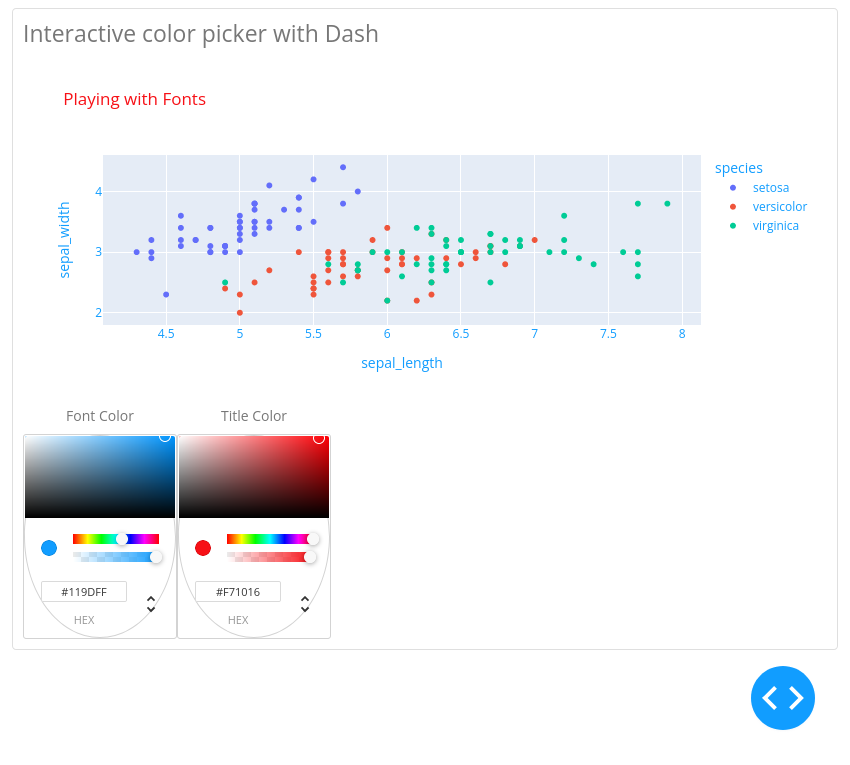 Interactive color picker with Dash
Playing with Fonts
species
setosa
versicolor
virginica
sepal_width
4
3
2
4.5 5 5.5 6 6.5 7 7.5 8
sepal_length
Font Color Title Color
#119DFF #F71016
HEX HEX